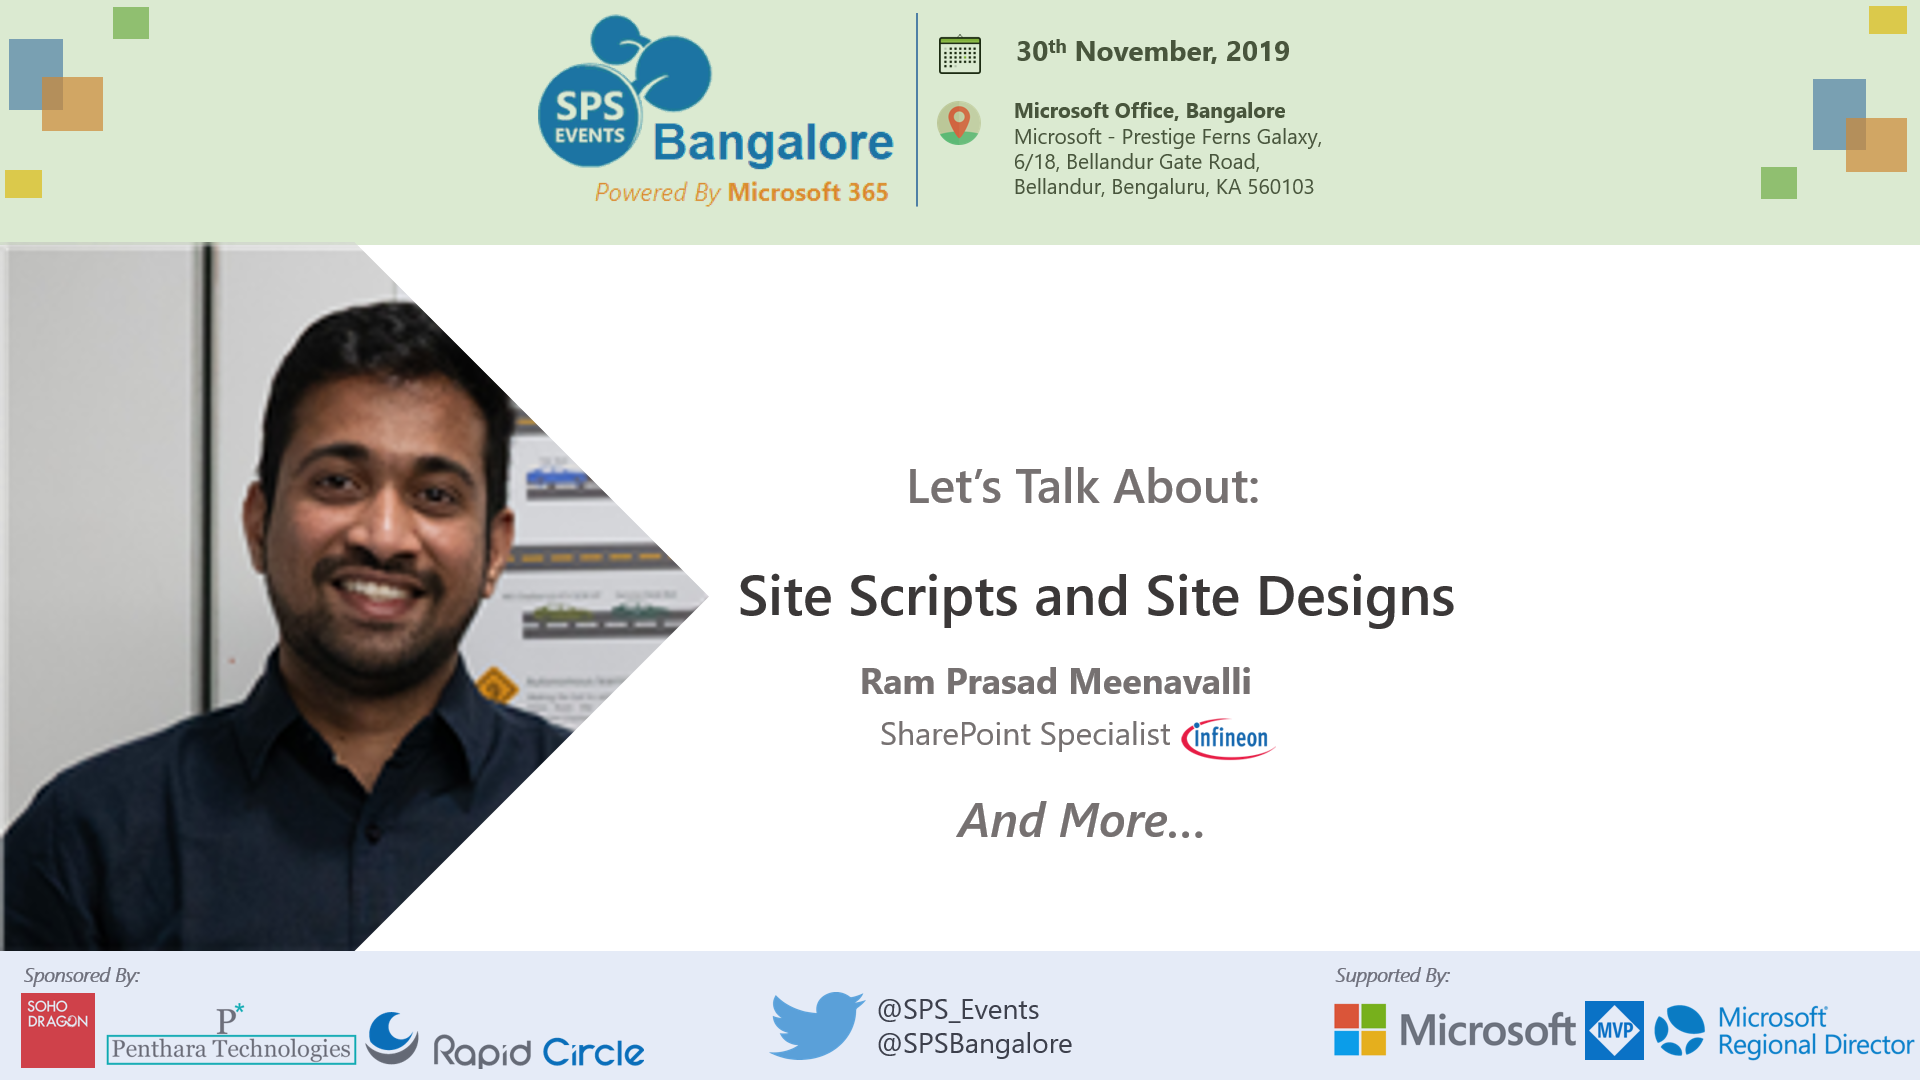 SPS
EVENTS
Bangalore
Powered By Microsoft 365
30th November, 2019
Microsoft Office, Bangalore
Microsoft - Prestige Ferns Galaxy,
6/18, Bellandur Gate Road,
Bellandur, Bengaluru, KA 560103
Let's Talk About:
Site Scripts and Site Designs
Ram Prasad Meenavalli
SharePoint Specialist infineon
And More...
Sponsored By:
SOHO
DRAGON
P*
Penthara Technologies
Rapid Circle
@SPS_Events
@SPSBangalore
Supported By:
Microsoft
MVP
Microsoft
Regional Director